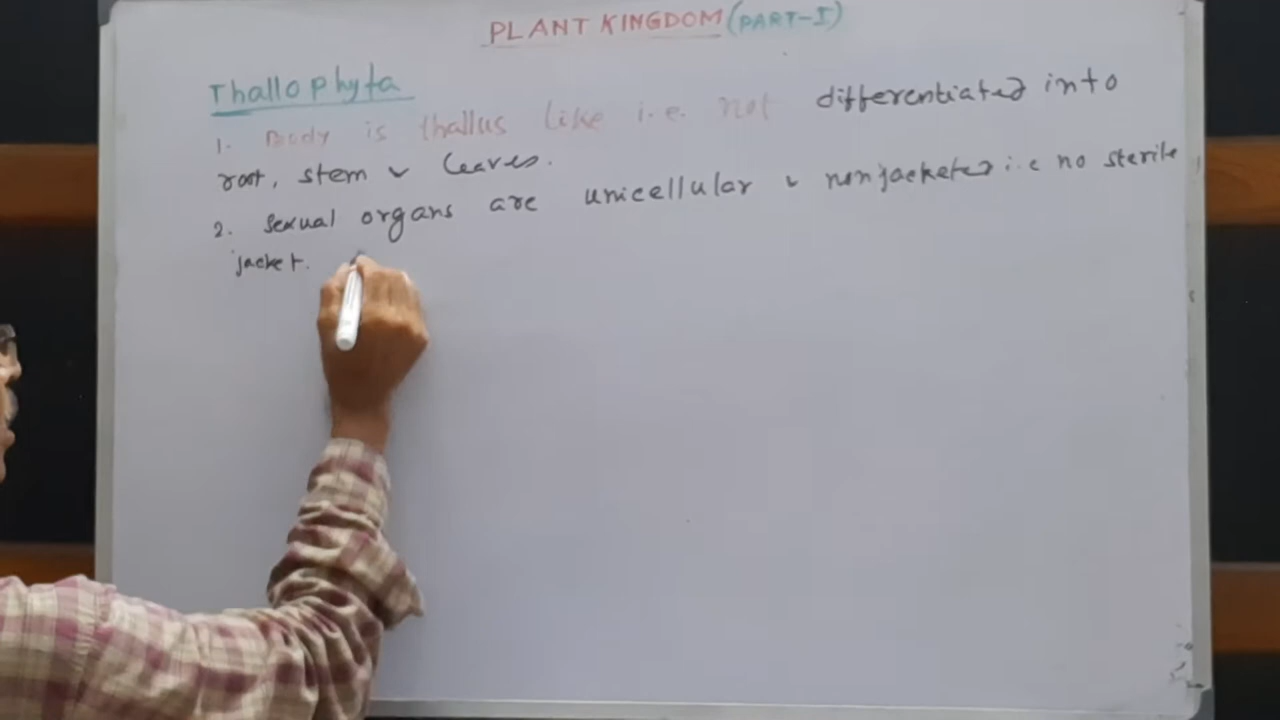 PLANT KINGDOM (PART-I)
Thallophyta
1. Body is thallus like i.e. not differentiated into
root, stem & leaves.
2. Sexual organs are unicellular & nonjacketed i.e no sterile
jacket.